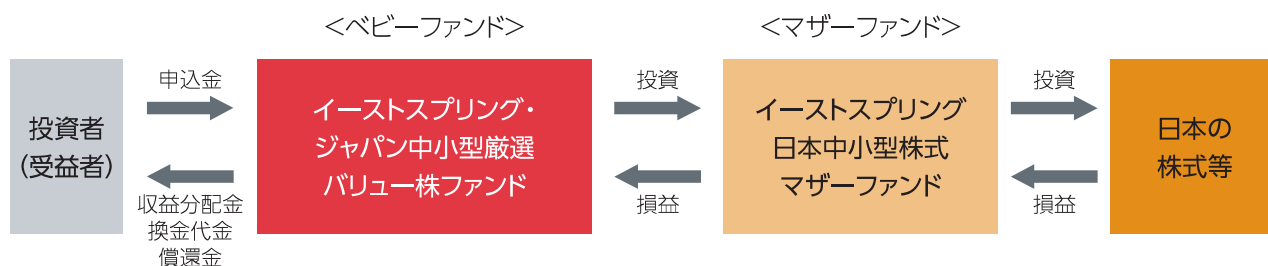 ＜ベビーファンド＞
＜マザーファンド＞
投資者
（受益者）
申込金
収益分配金
換金代金
償還金
イーストスプリング・
ジャパン中小型厳選
バリュー株ファンド
投資
損益
イーストスプリング
日本中小型株式
マザーファンド
投資
損益
日本の
株式等